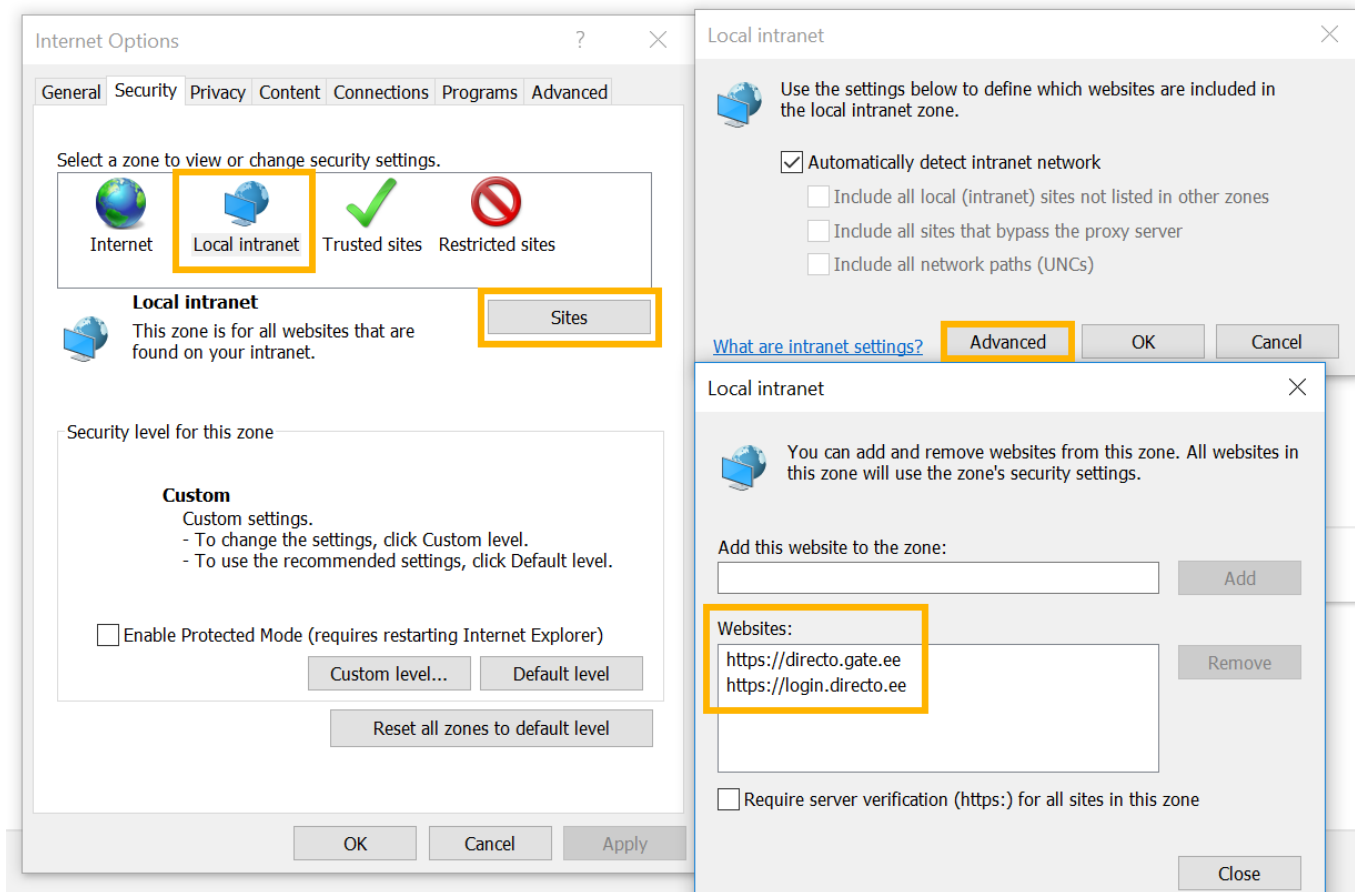 Internet Options
?
General Security Privacy Content Connections Programs Advanced
Select a zone to view or change security settings.
Internet
Local intranet
Trusted sites
Restricted sites
Local intranet
This zone is for all websites that are
found on your intranet.
Sites
Security level for this zone
Custom
Custom settings.
- To change the settings, click Custom level.
- To use the recommended settings, click Default level.
Enable Protected Mode (requires restarting Internet Explorer)
Custom level...
Default level
Reset all zones to default level
OK
Cancel
Apply
Local intranet
Use the settings below to define which websites are included in
the local intranet zone.
Automatically detect intranet network
Include all local (intranet) sites not listed in other zones
Include all sites that bypass the proxy server
Include all network paths (UNCs)
What are intranet settings?
Advanced
OK
Cancel
Local intranet
You can add and remove websites from this zone. All websites in
this zone will use the zone's security settings.
Add this website to the zone:
Add
Websites:
https://directo.gate.ee
https://login.directo.ee
Remove
Require server verification (https:) for all sites in this zone
Close